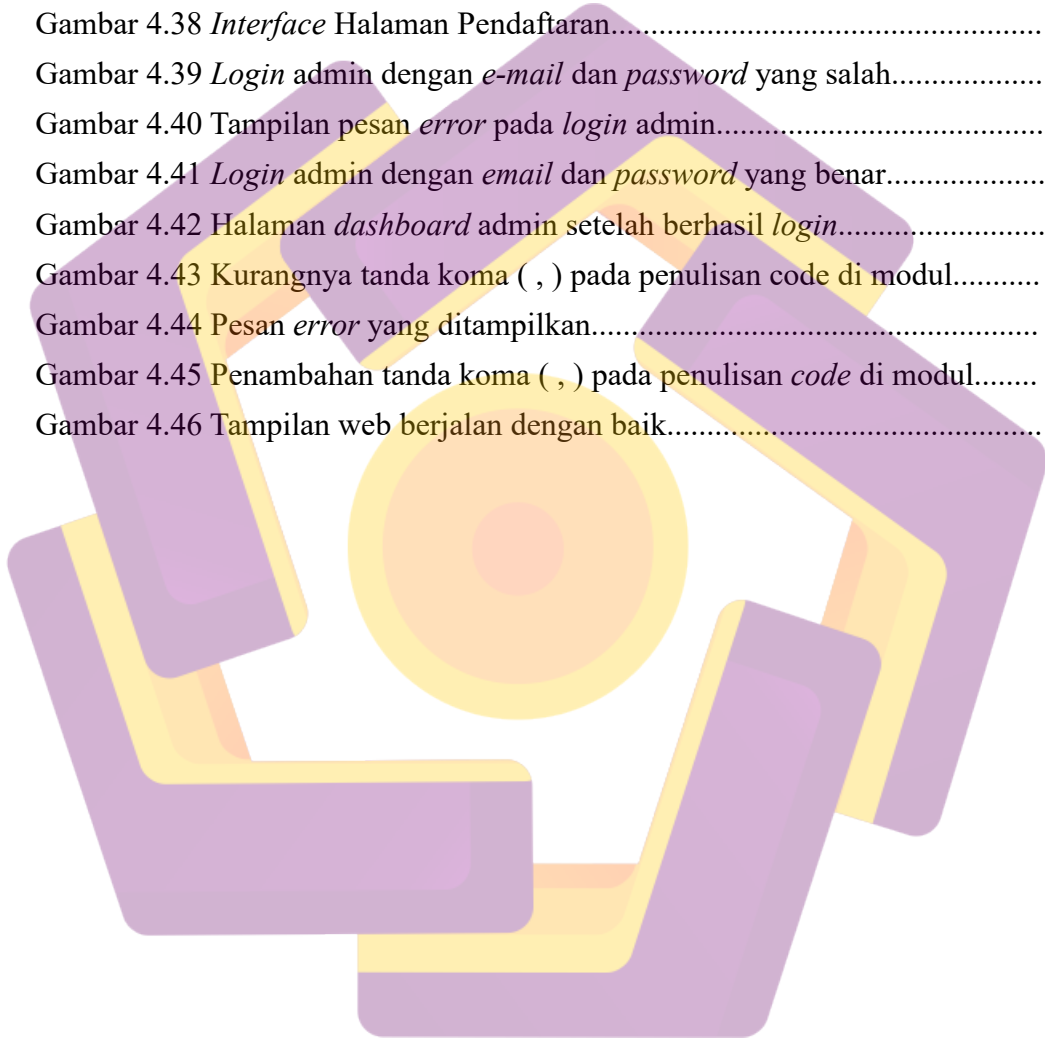 Gambar 4.38 Interface Halaman Pendaftaran......................................................
Gambar 4.39 Login admin dengan e-mail dan password yang salah...................
Gambar 4.40 Tampilan pesan error pada login admin.........................................
Gambar 4.41 Login admin dengan email dan password yang benar....................
Gambar 4.42 Halaman dashboard admin setelah berhasil login..........................
Gambar 4.43 Kurangnya tanda koma ( , ) pada penulisan code di modul...........
Gambar 4.44 Pesan error yang ditampilkan........................................................
Gambar 4.45 Penambahan tanda koma ( , ) pada penulisan code di modul........
Gambar 4.46 Tampilan web berjalan dengan baik...............................................